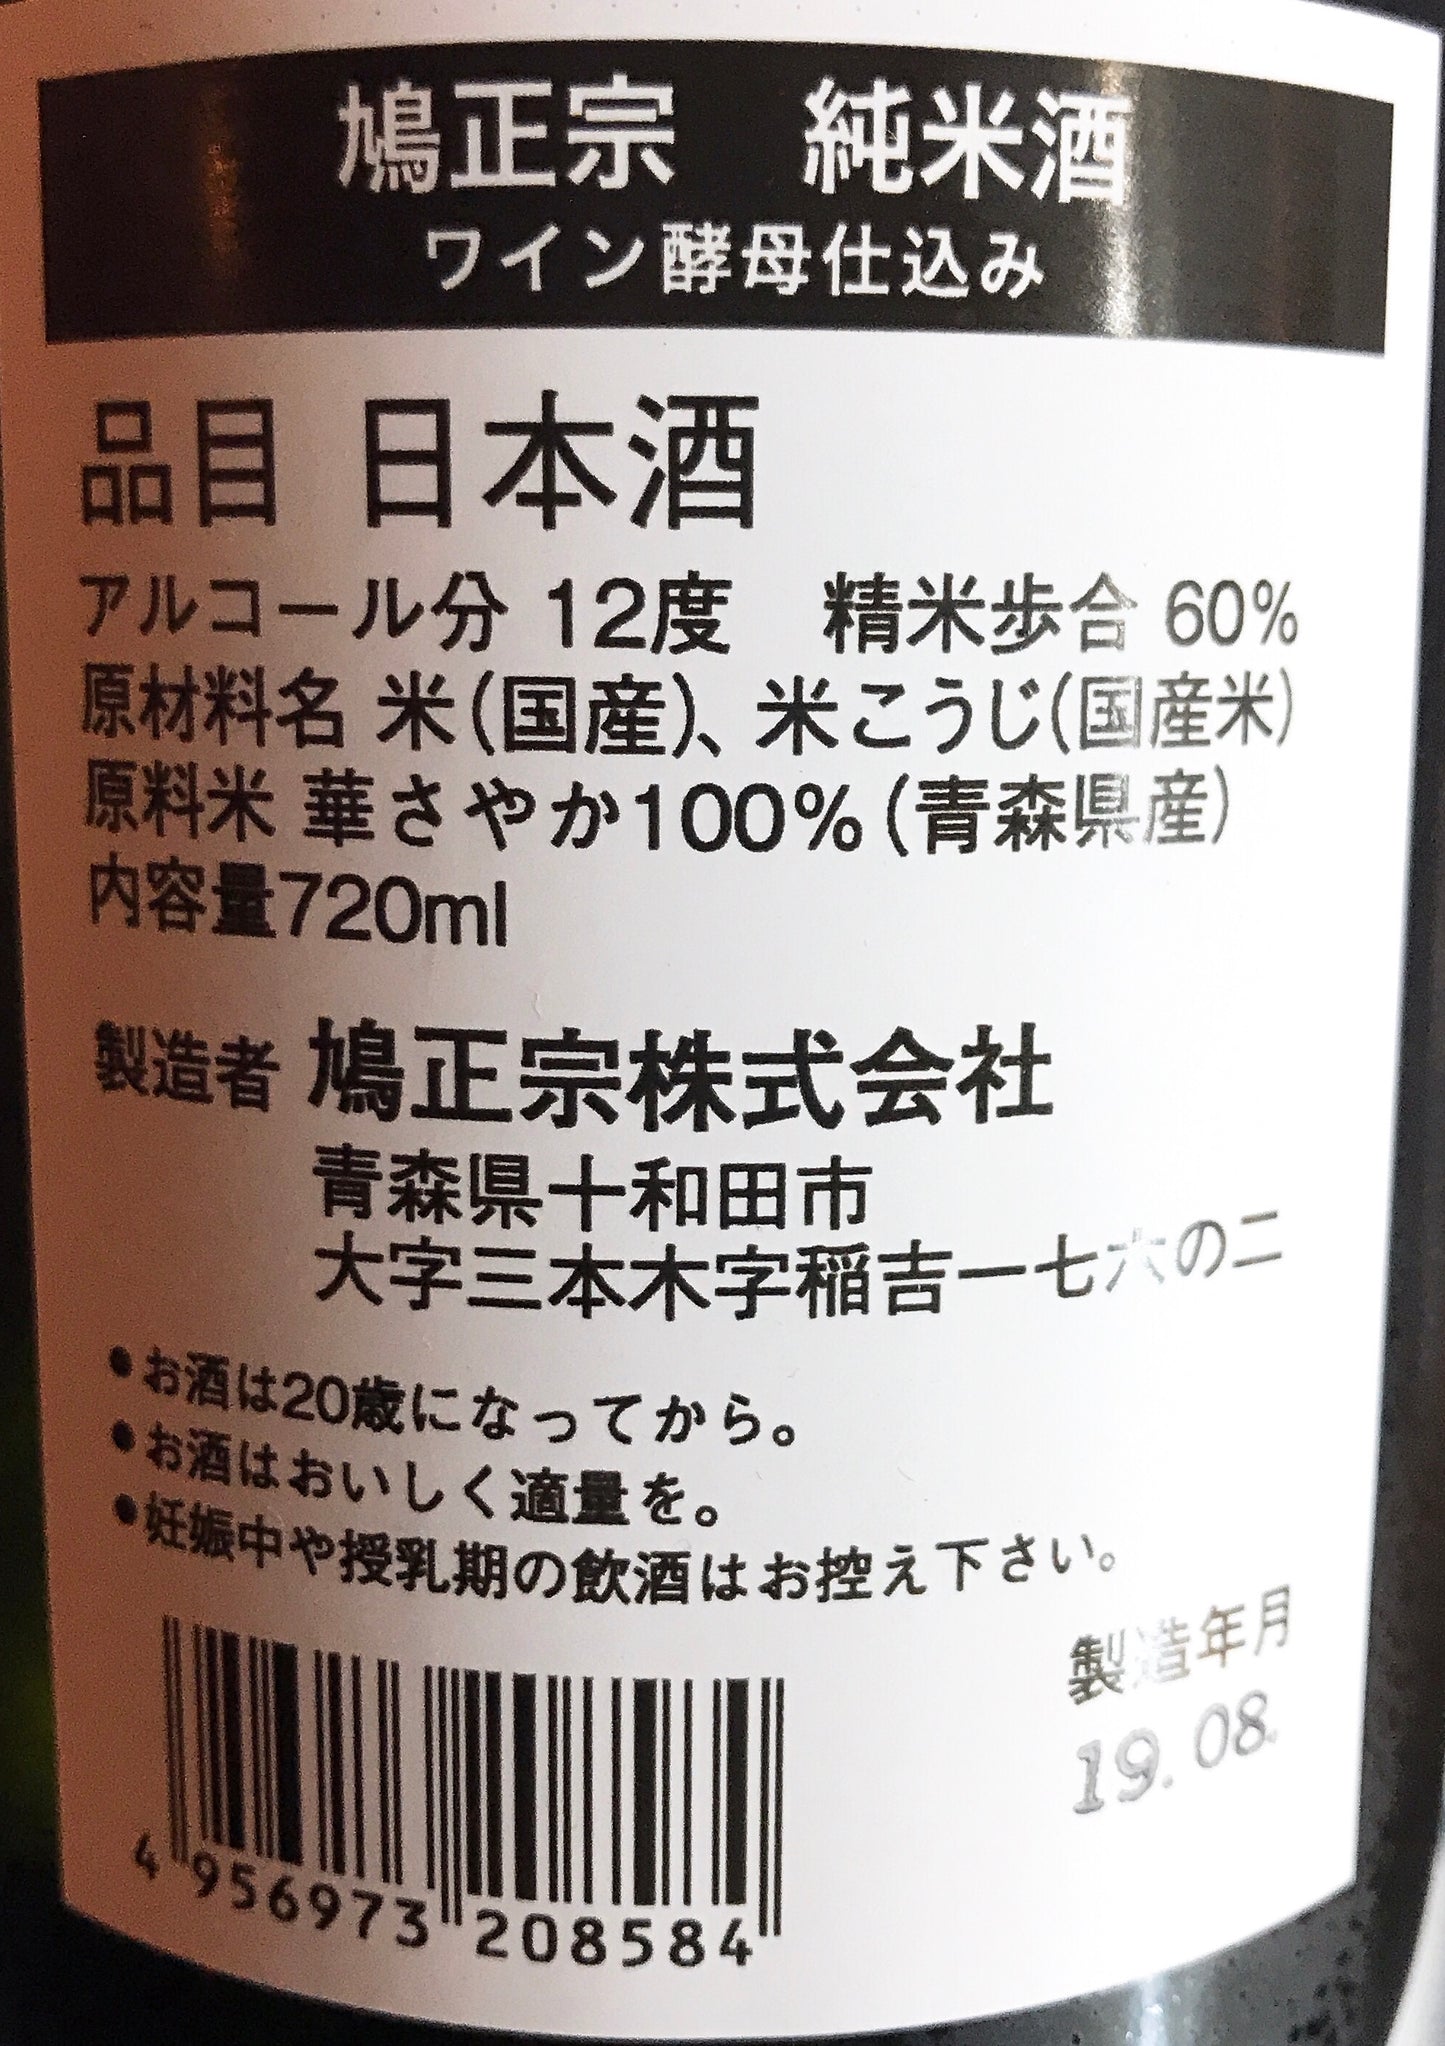 鳩正宗　純米酒
ワイン酵母仕込み
品目 日本酒
アルコール分 12度　精米歩合 60%
原材料名 米(国産)、米こうじ(国産米)
原料米 華さやか100%(青森県産)
内容量720ml
製造者 鳩正宗株式会社
青森県十和田市
大字三本木字稲吉一七六の二
●お酒は20歳になってから。
●お酒はおいしく適量を。
●妊娠中や授乳期の飲酒はお控え下さい。
製造年月
19.08.
4 956973 208584